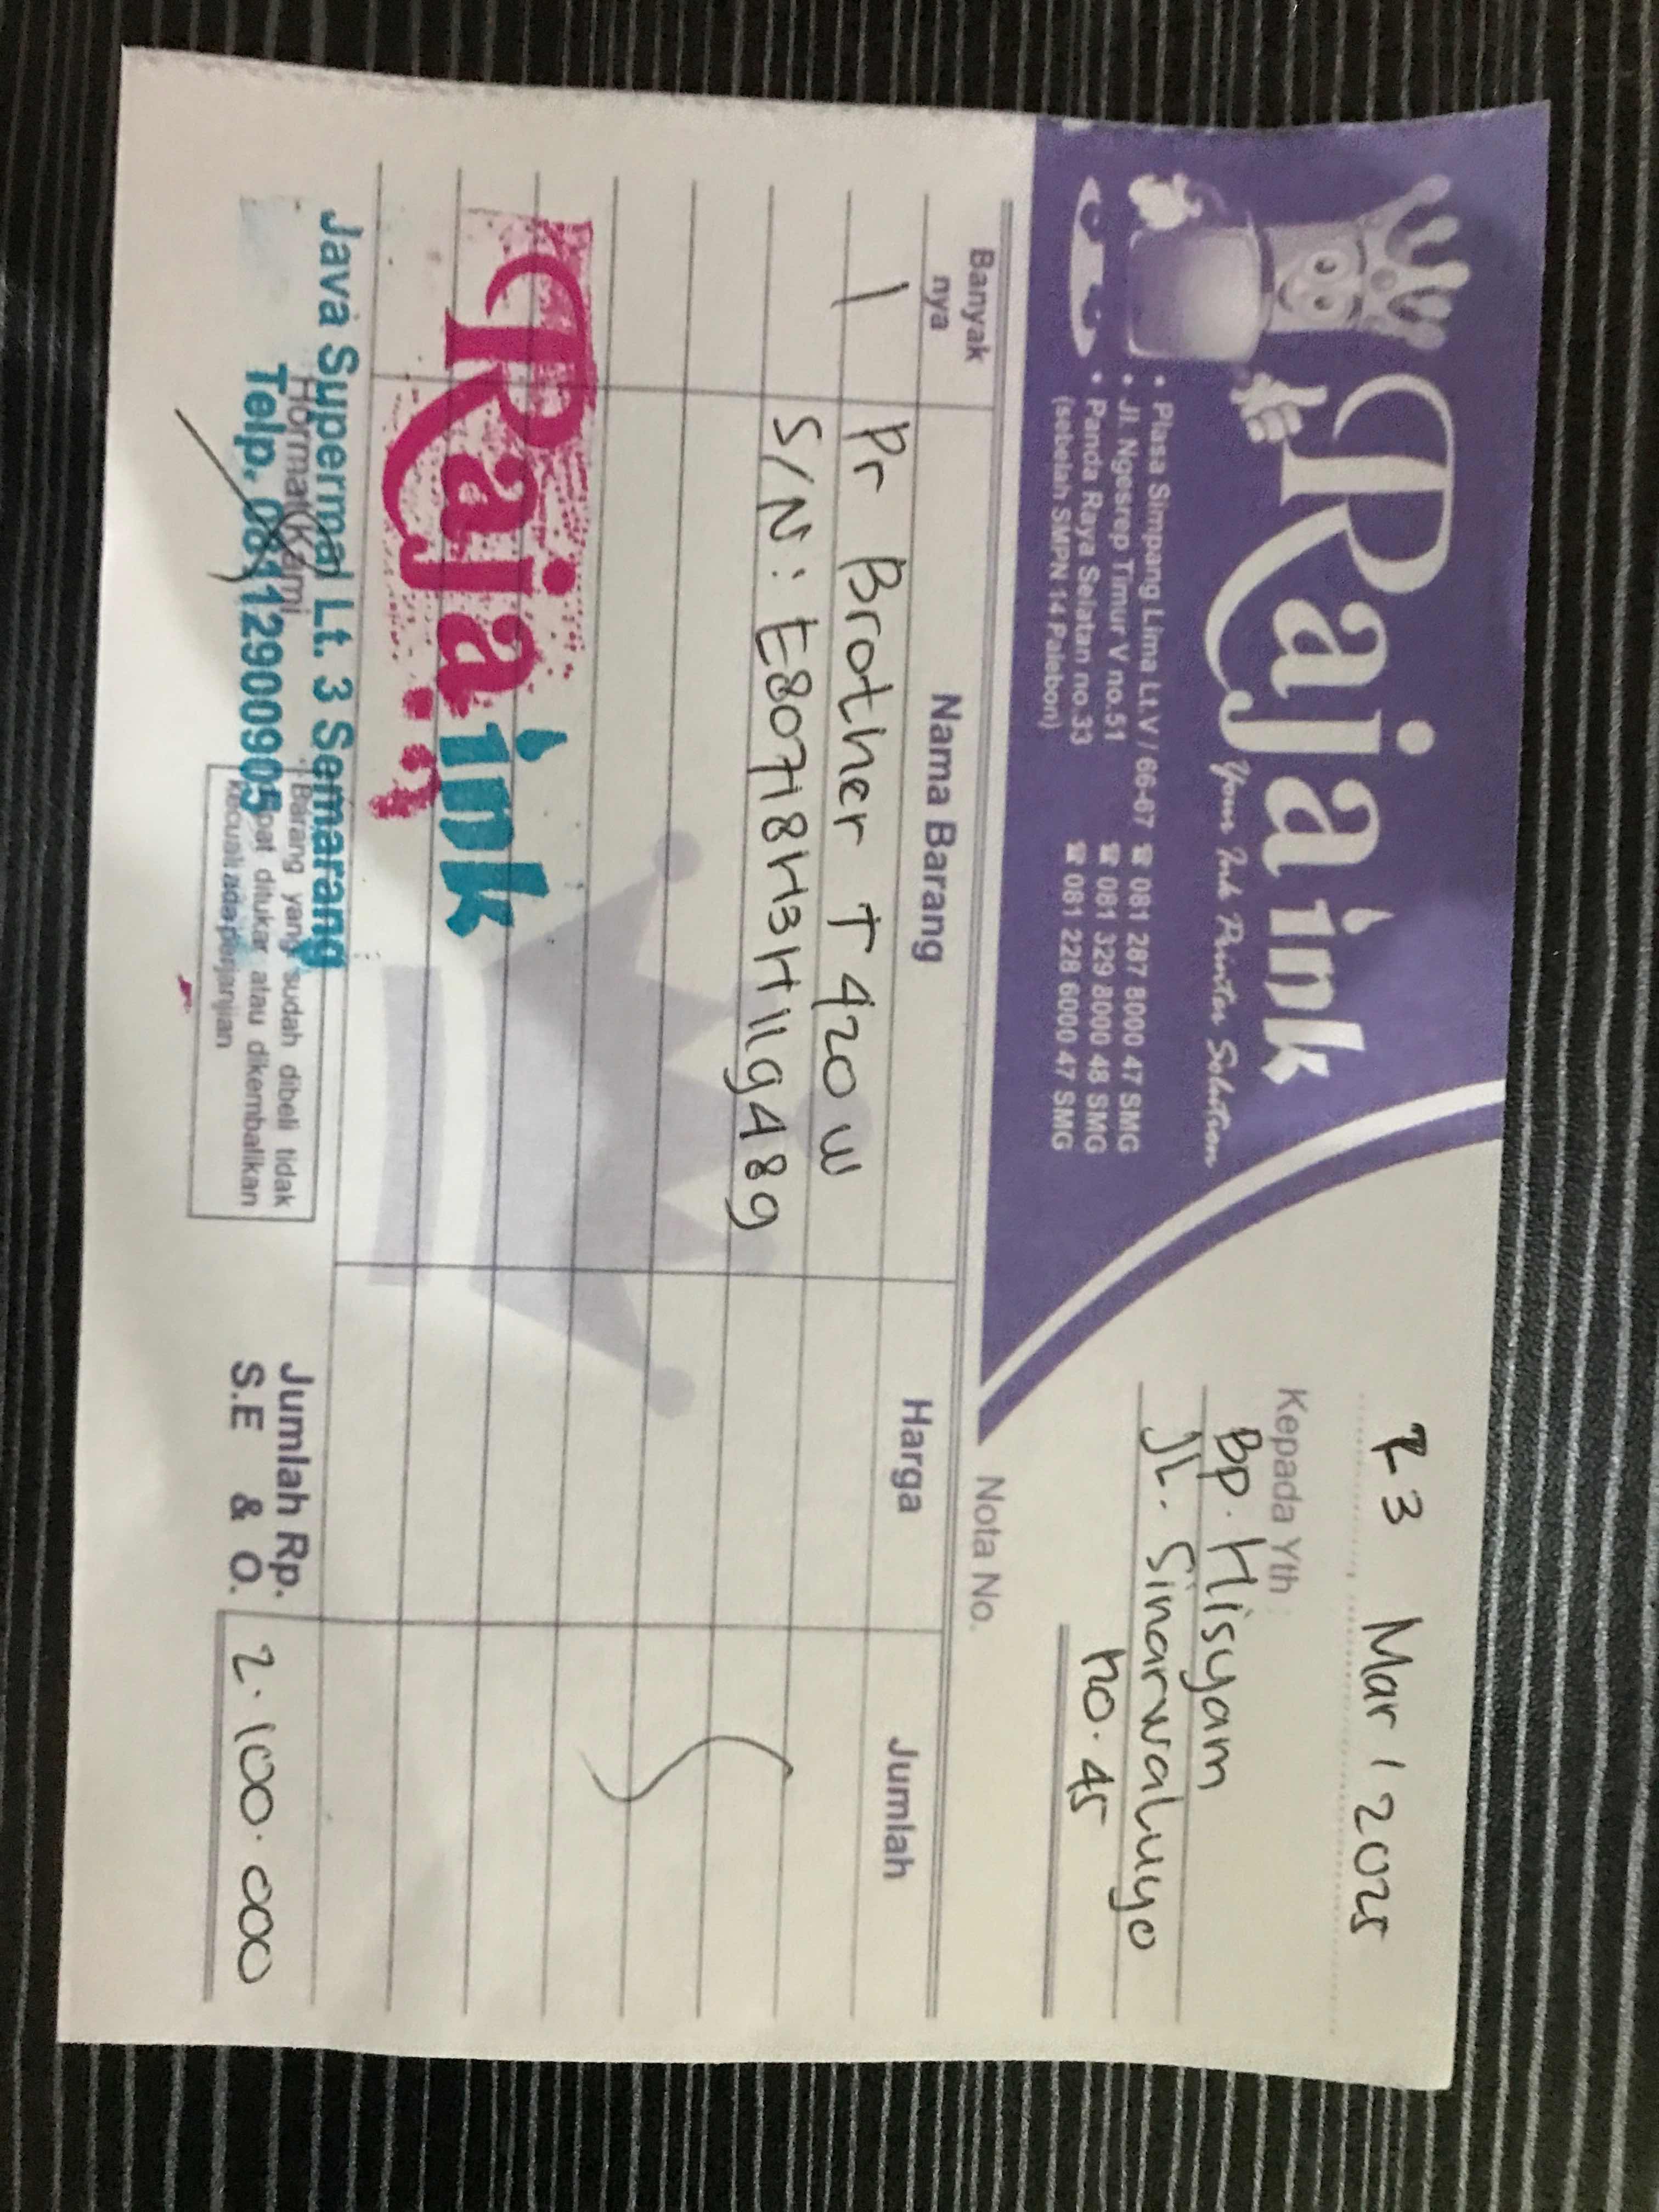 Raja ink
Your Ink Printer Solution
• Plasa Simpang Lima Lt.V / 66-67 ☎ 081 287 8000 47 SMG
• Jl. Ngesrep Timur V no.51 ☎ 081 329 8000 48 SMG
• Panda Raya Selatan no.33 ☎ 081 228 6000 47 SMG
(sebelah SMPN 14 Palebon)
23 Mar / 2025
Kepada Yth :
Bp. Hisyam
JL. Sinarwaluyo
no. 45
Nota No.
Banyak nya Nama Barang Harga Jumlah
1 Pr Brother T 420 W
S/N : E80718H3H119489
Raja ink
Java Supermal Lt. 3 Semarang
Hormat Kami
Telp. 081129009005
Barang yang sudah dibeli tidak
ditukar atau dikembalikan
kecuali ada perjanjian
Jumlah Rp. 2.100.000
S.E & O.